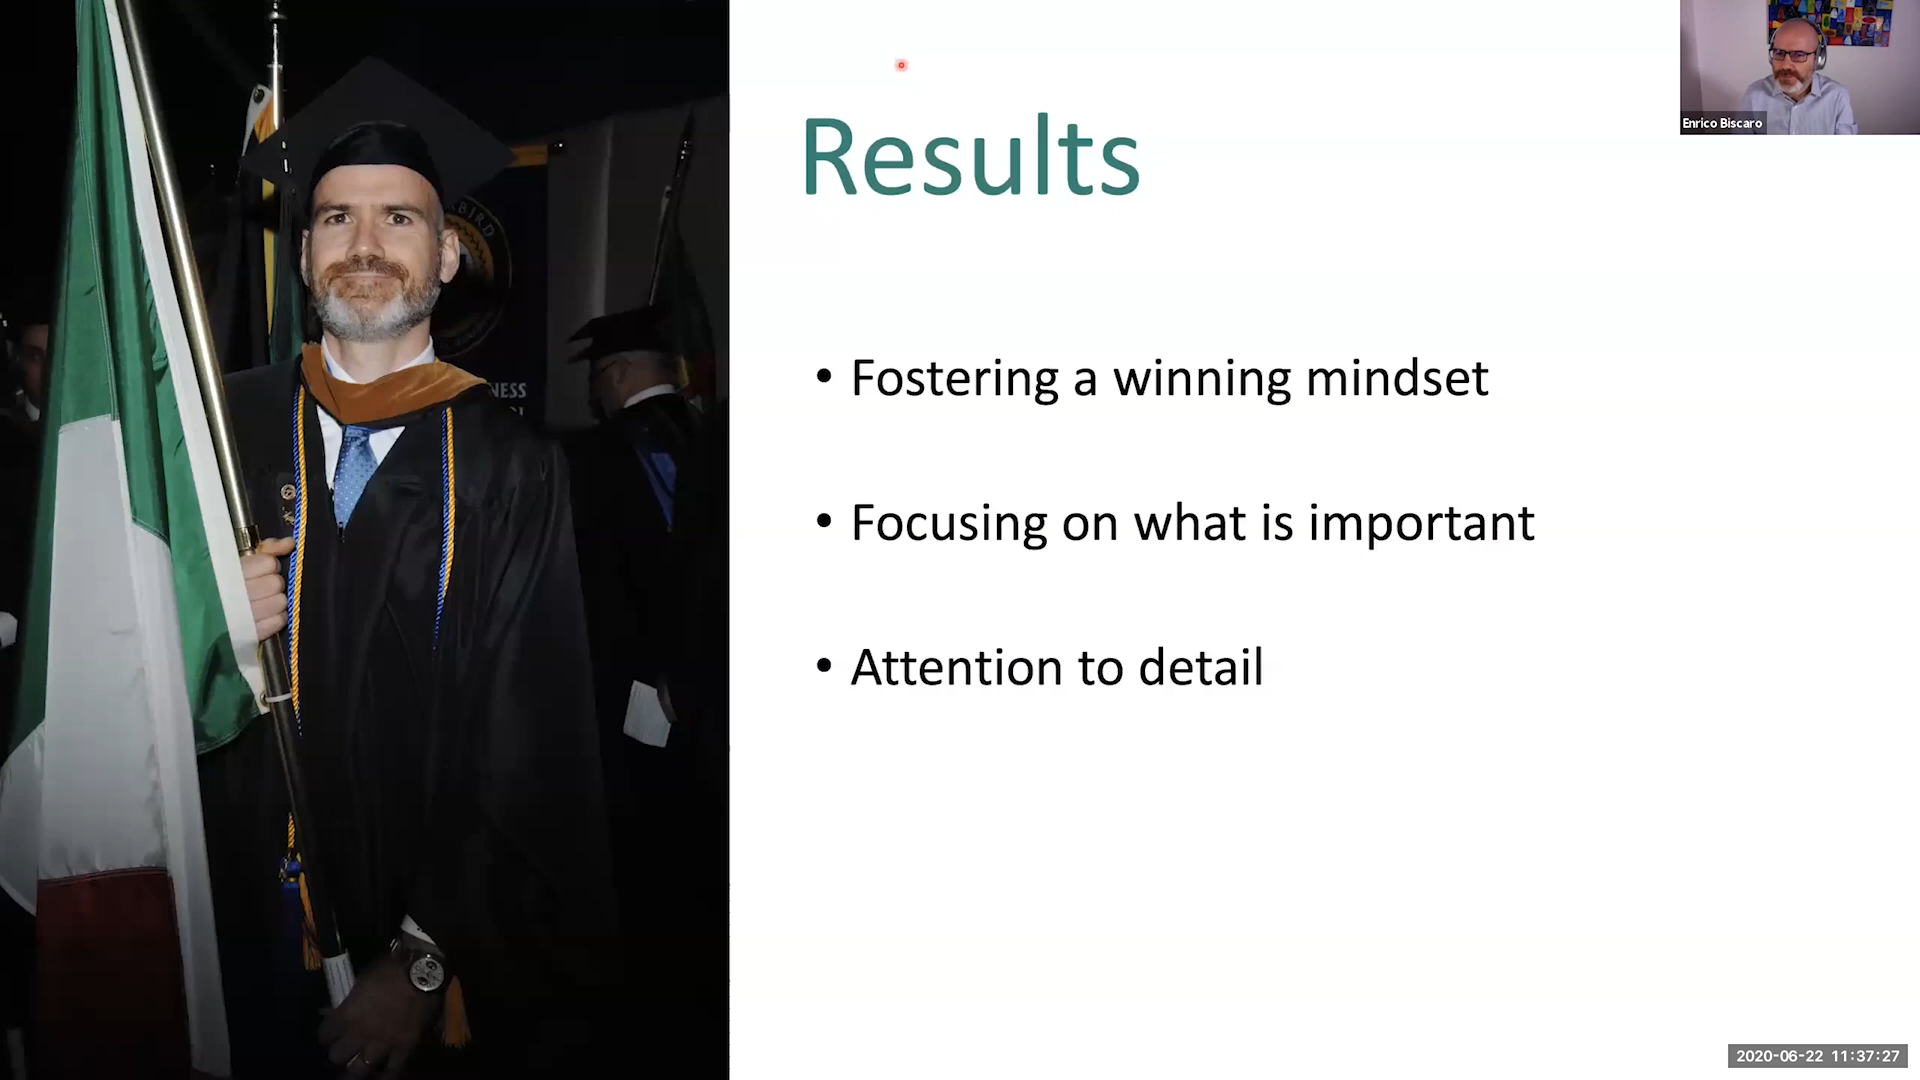 Enrico Biscaro
Results
• Fostering a winning mindset
• Focusing on what is important
• Attention to detail
NESS
2020-06-22 11:37:27